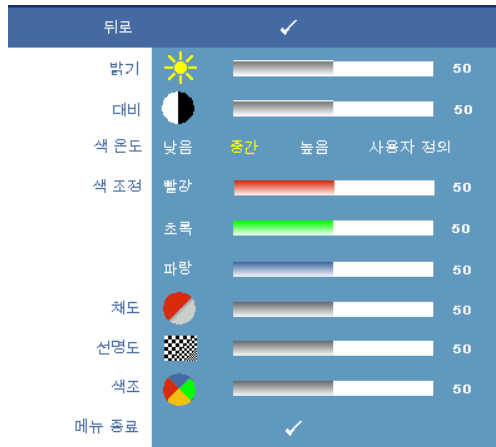 뒤로
밝기 50
대비 50
색 온도 낮음 중간 높음 사용자 정의
색 조정 빨강 50
초록 50
파랑 50
채도 50
선명도 50
색조 50
메뉴 종료